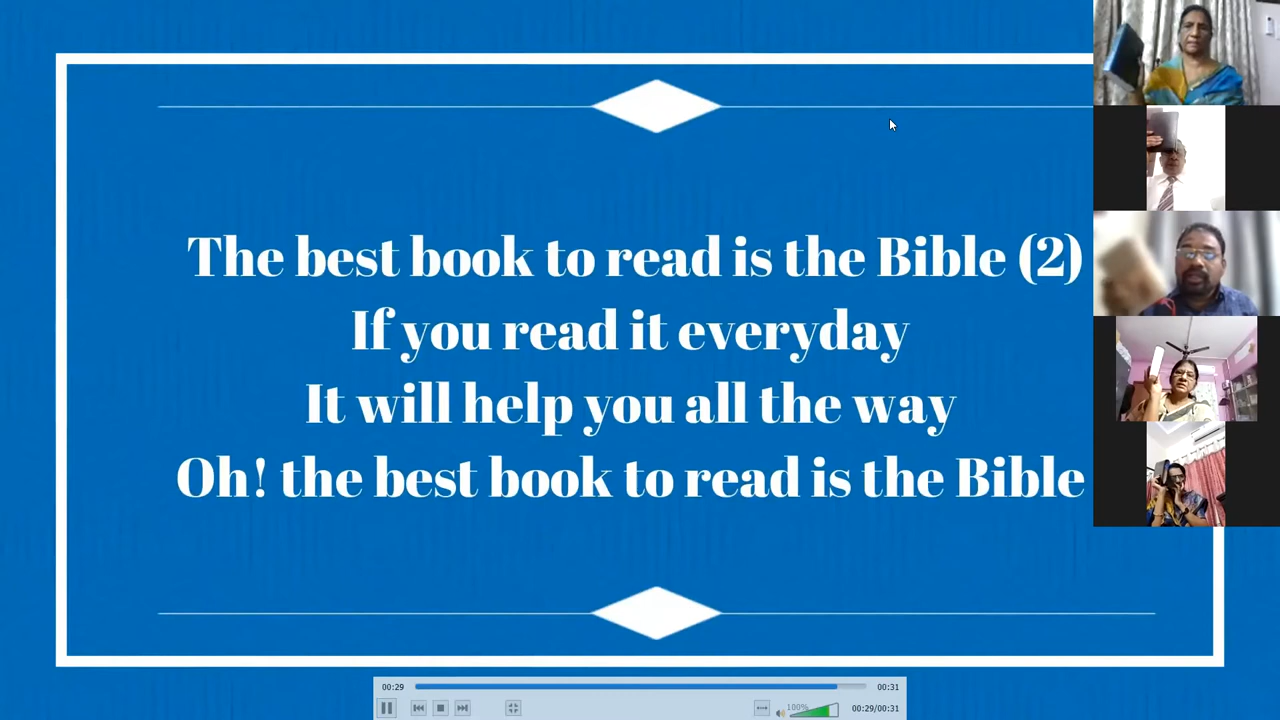 The best book to read is the Bible (2)
If you read it everyday
It will help you all the way
Oh! the best book to read is the Bible
00:29
00:31
100%
00:29/00:31